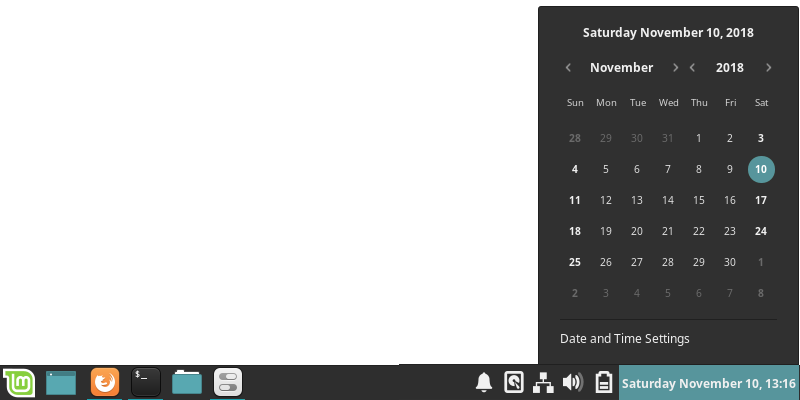 Saturday November 10, 2018
November 2018
Sun Mon Tue Wed Thu Fri Sat
28 29 30 31 1 2 3
4 5 6 7 8 9 10
11 12 13 14 15 16 17
18 19 20 21 22 23 24
25 26 27 28 29 30 1
2 3 4 5 6 7 8
Date and Time Settings
$_
Saturday November 10, 13:16